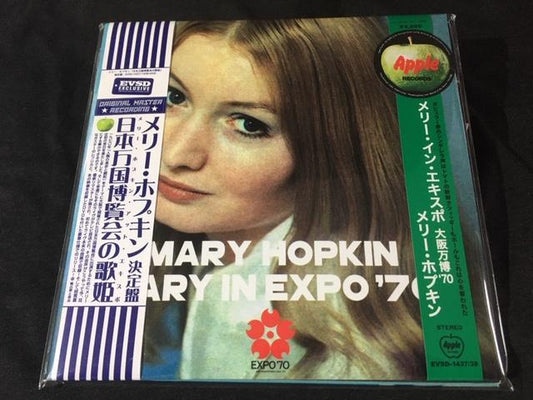 EVSD
EXCLUSIVE
ORIGINAL MASTER
RECORDING
メリー・ホプキン 決定盤
日本万国博覧会の歌姫
MARY HOPKIN
ARY IN EXPO '70
EXPO'70
Apple
RECORDS
メリー・イン・エキスポ 大阪万博'70
メリー・ホプキン
STEREO
Apple
EVSD-1437/38